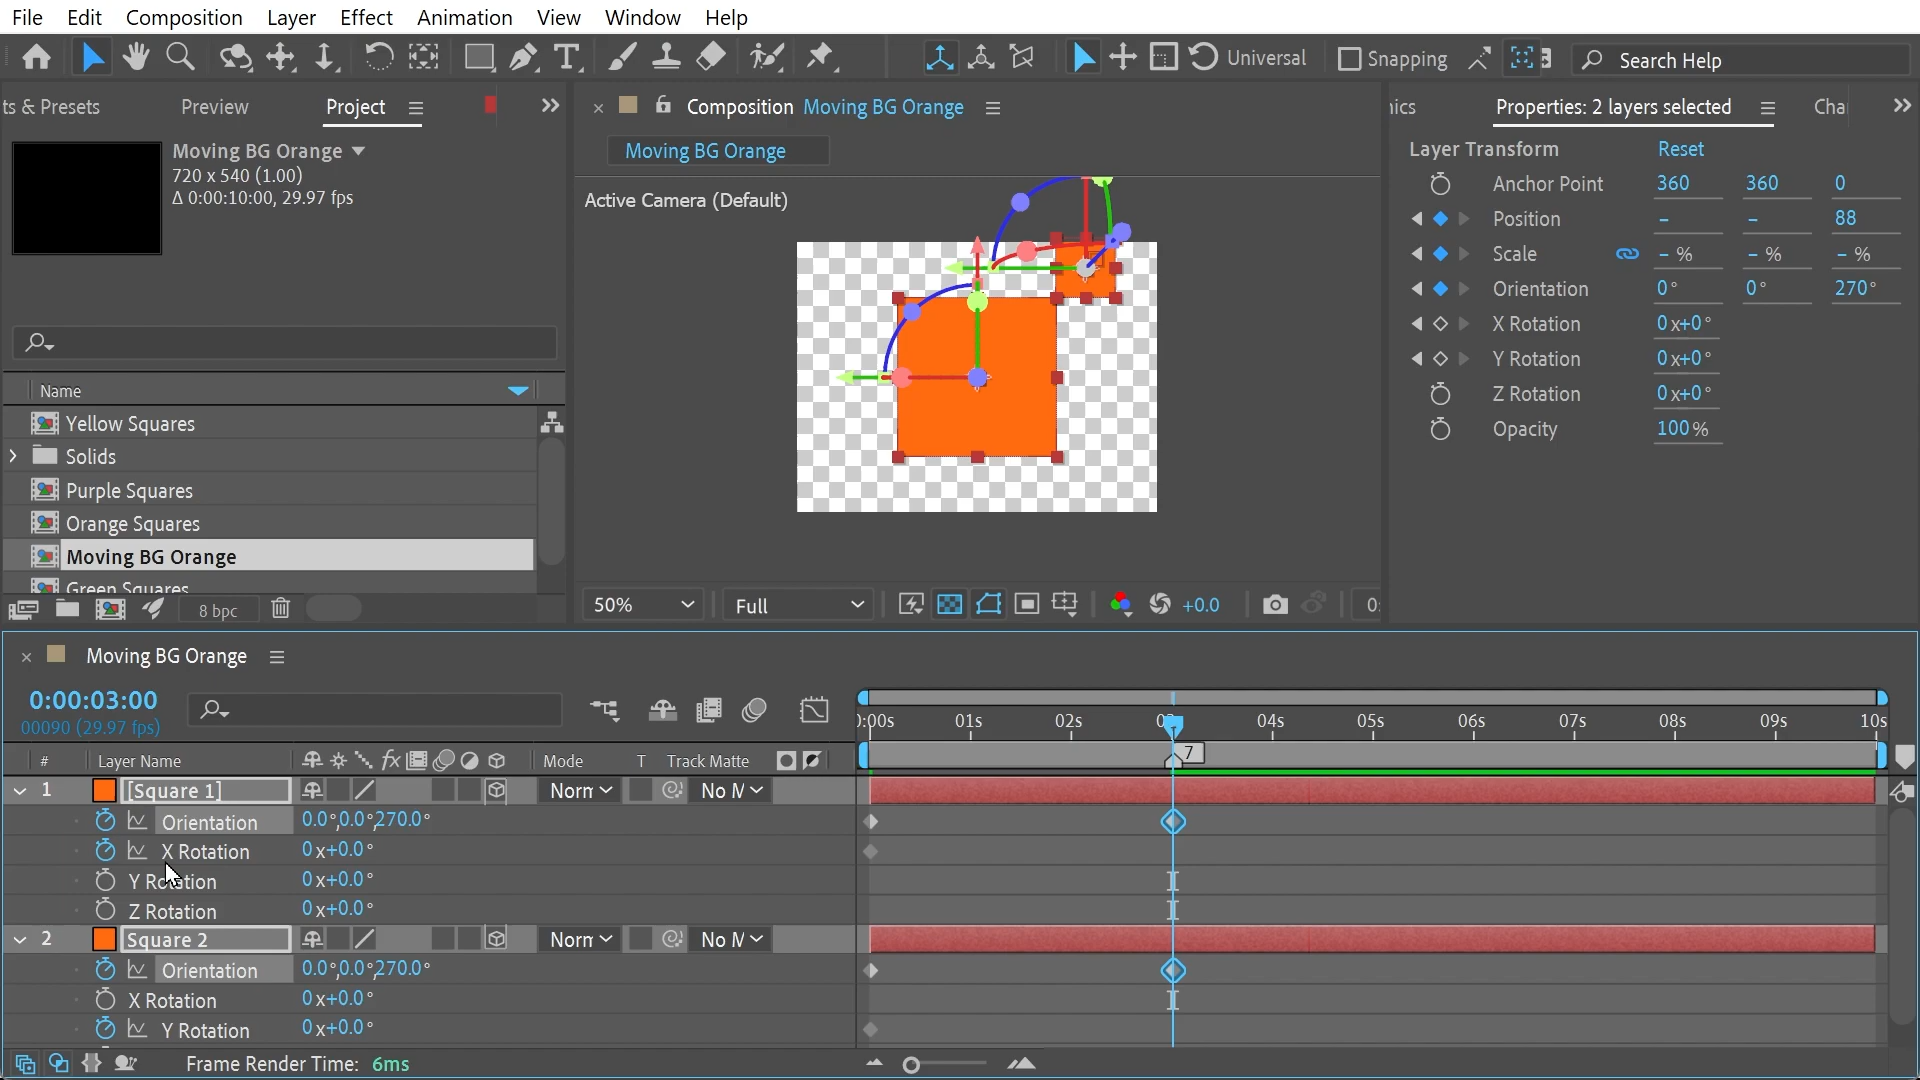 File Edit Composition Layer Effect Animation View Window Help
Universal Snapping Search Help
ts & Presets Preview Project
Moving BG Orange
720 x 540 (1.00)
Δ 0:00:10:00, 29.97 fps
Name
Yellow Squares
Solids
Purple Squares
Orange Squares
Moving BG Orange
Green Squares
8 bpc
Composition Moving BG Orange
Moving BG Orange
Active Camera (Default)
50% Full +0.0 0:
nics Properties: 2 layers selected Cha
Layer Transform Reset
Anchor Point 360 360 0
Position - - 88
Scale - % - % - %
Orientation 0° 0° 270°
X Rotation 0x+0°
Y Rotation 0x+0°
Z Rotation 0x+0°
Opacity 100%
Moving BG Orange
0:00:03:00
00090 (29.97 fps)
):00s 01s 02s 03 04s 05s 06s 07s 08s 09s 10s
7
# Layer Name fx Mode T Track Matte
1 [Square 1] Norm No M
Orientation 0.0°,0.0°,270.0°
X Rotation 0x+0.0°
Y Rotation 0x+0.0°
Z Rotation 0x+0.0°
2 Square 2 Norm No M
Orientation 0.0°,0.0°,270.0°
X Rotation 0x+0.0°
Y Rotation 0x+0.0°
Frame Render Time: 6ms